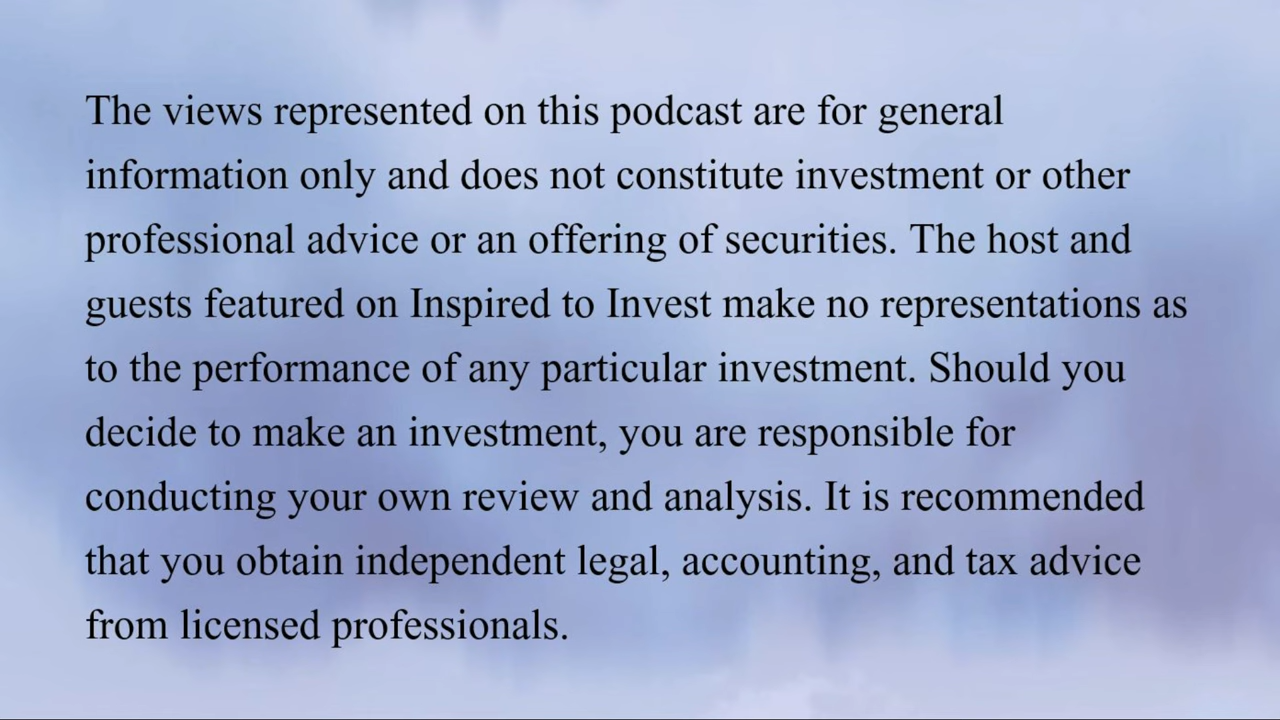 The views represented on this podcast are for general
information only and does not constitute investment or other
professional advice or an offering of securities. The host and
guests featured on Inspired to Invest make no representations as
to the performance of any particular investment. Should you
decide to make an investment, you are responsible for
conducting your own review and analysis. It is recommended
that you obtain independent legal, accounting, and tax advice
from licensed professionals.